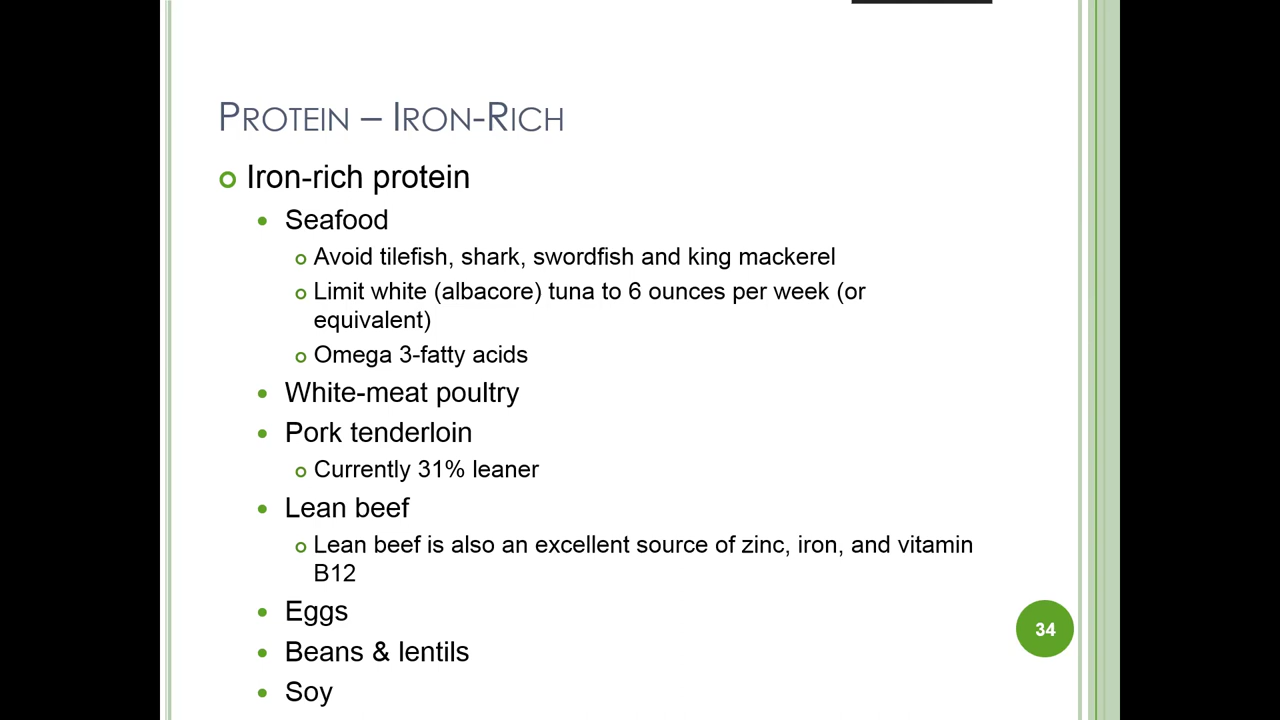 Protein – Iron-Rich
Iron-rich protein
Seafood
Avoid tilefish, shark, swordfish and king mackerel
Limit white (albacore) tuna to 6 ounces per week (or
equivalent)
Omega 3-fatty acids
White-meat poultry
Pork tenderloin
Currently 31% leaner
Lean beef
Lean beef is also an excellent source of zinc, iron, and vitamin
B12
Eggs
34
Beans & lentils
Soy